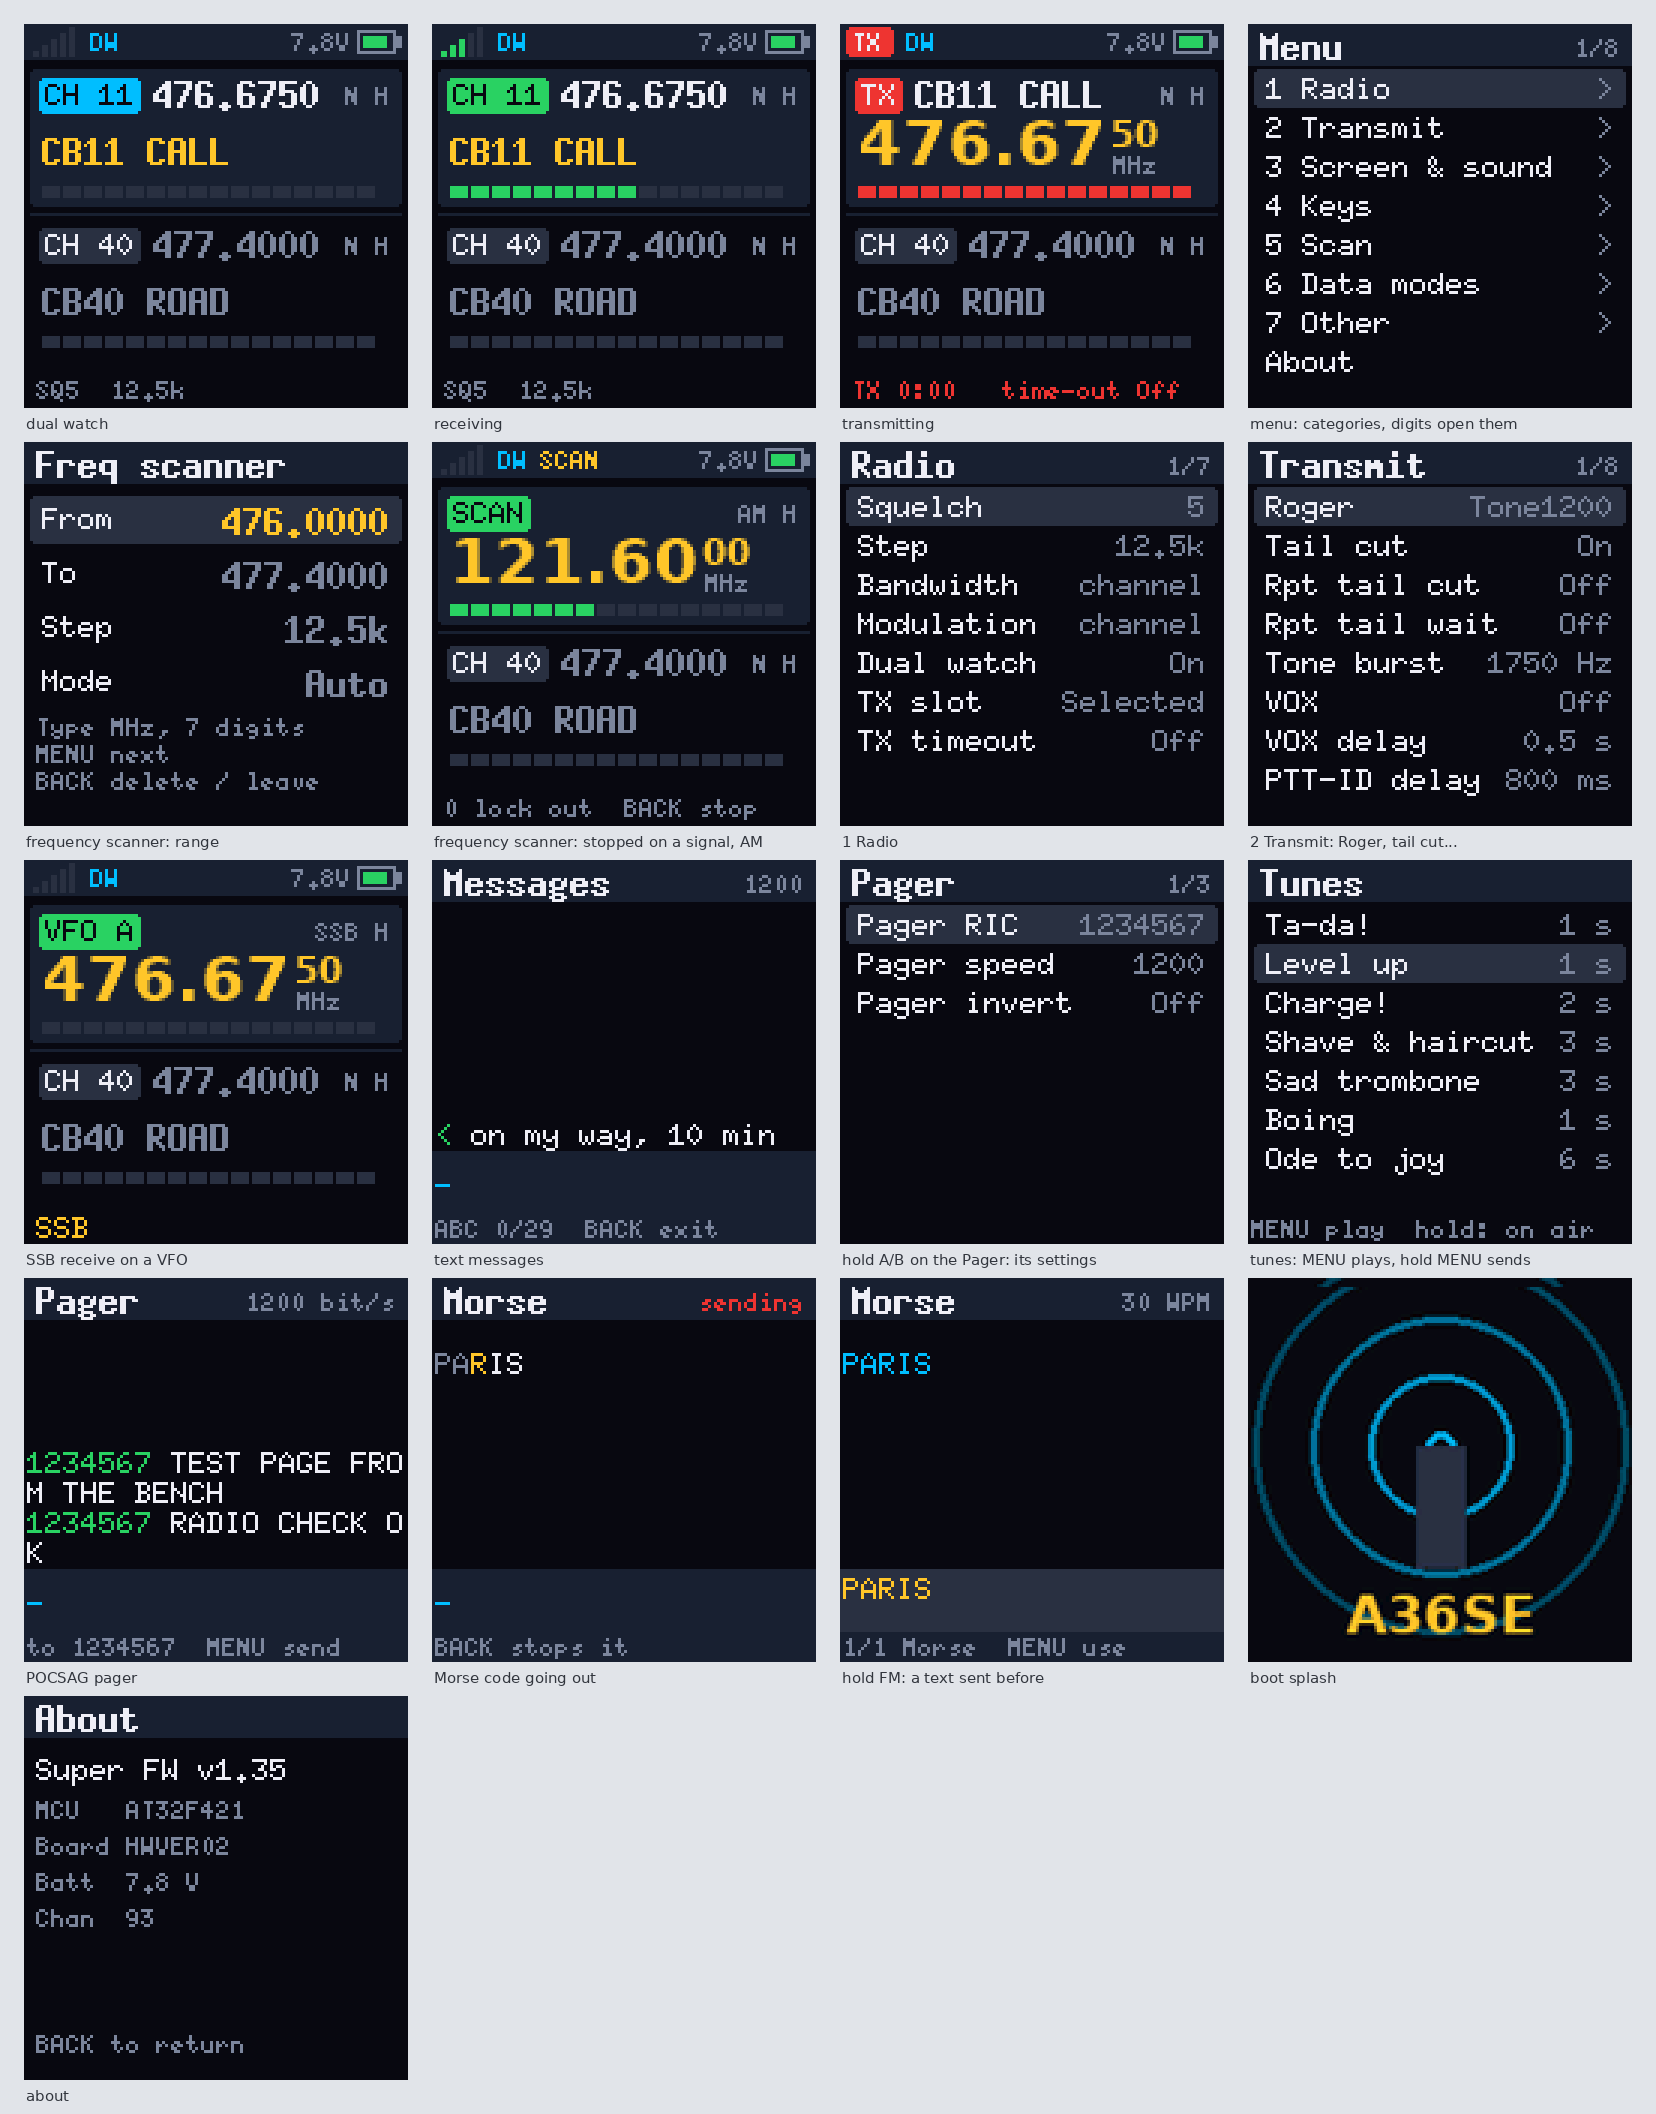 DW 7.8V
CH 11 476.6750 N H
CB11 CALL
CH 40 477.4000 N H
CB40 ROAD
SQ5 12.5k
dual watch
DW 7.8V
CH 11 476.6750 N H
CB11 CALL
CH 40 477.4000 N H
CB40 ROAD
SQ5 12.5k
receiving
TX DW 7.8V
TX CB11 CALL N H
476.6750 MHz
CH 40 477.4000 N H
CB40 ROAD
TX 0:00 time-out Off
transmitting
Menu 1/8
1 Radio >
2 Transmit >
3 Screen & sound >
4 Keys >
5 Scan >
6 Data modes >
7 Other >
About
menu: categories, digits open them
Freq scanner
From 476.0000
To 477.4000
Step 12.5k
Mode Auto
Type MHz, 7 digits
MENU next
BACK delete / leave
frequency scanner: range
DW SCAN 7.8V
SCAN AM H
121.6000 MHz
CH 40 477.4000 N H
CB40 ROAD
0 lock out BACK stop
frequency scanner: stopped on a signal, AM
Radio 1/7
Squelch 5
Step 12.5k
Bandwidth channel
Modulation channel
Dual watch On
TX slot Selected
TX timeout Off
1 Radio
Transmit 1/8
Roger Tone1200
Tail cut On
Rpt tail cut Off
Rpt tail wait Off
Tone burst 1750 Hz
VOX Off
VOX delay 0.5 s
PTT-ID delay 800 ms
2 Transmit: Roger, tail cut...
DW 7.8V
VFO A SSB H
476.6750 MHz
CH 40 477.4000 N H
CB40 ROAD
SSB
SSB receive on a VFO
Messages 1200
< on my way, 10 min
_
ABC 0/29 BACK exit
text messages
Pager 1/3
Pager RIC 1234567
Pager speed 1200
Pager invert Off
hold A/B on the Pager: its settings
Tunes
Ta-da! 1 s
Level up 1 s
Charge! 2 s
Shave & haircut 3 s
Sad trombone 3 s
Boing 1 s
Ode to joy 6 s
MENU play hold: on air
tunes: MENU plays, hold MENU sends
Pager 1200 bit/s
1234567 TEST PAGE FRO
M THE BENCH
1234567 RADIO CHECK O
K
_
to 1234567 MENU send
POCSAG pager
Morse sending
PARIS
_
BACK stops it
Morse code going out
Morse 30 WPM
PARIS
PARIS
1/1 Morse MENU use
hold FM: a text sent before
A36SE
boot splash
About
Super FW v1.35
MCU AT32F421
Board HWVER02
Batt 7.8 V
Chan 93
BACK to return
about